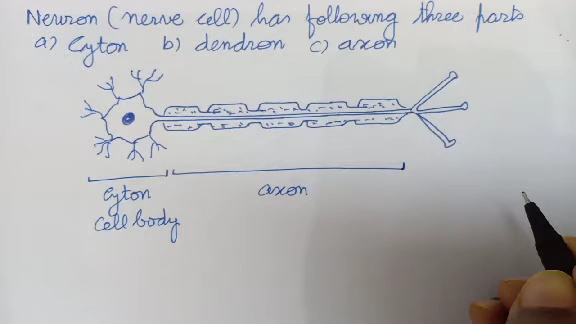 Neuron (nerve cell) has following three parts
a) Cyton b) dendron c) axon
Cyton axon
cell body